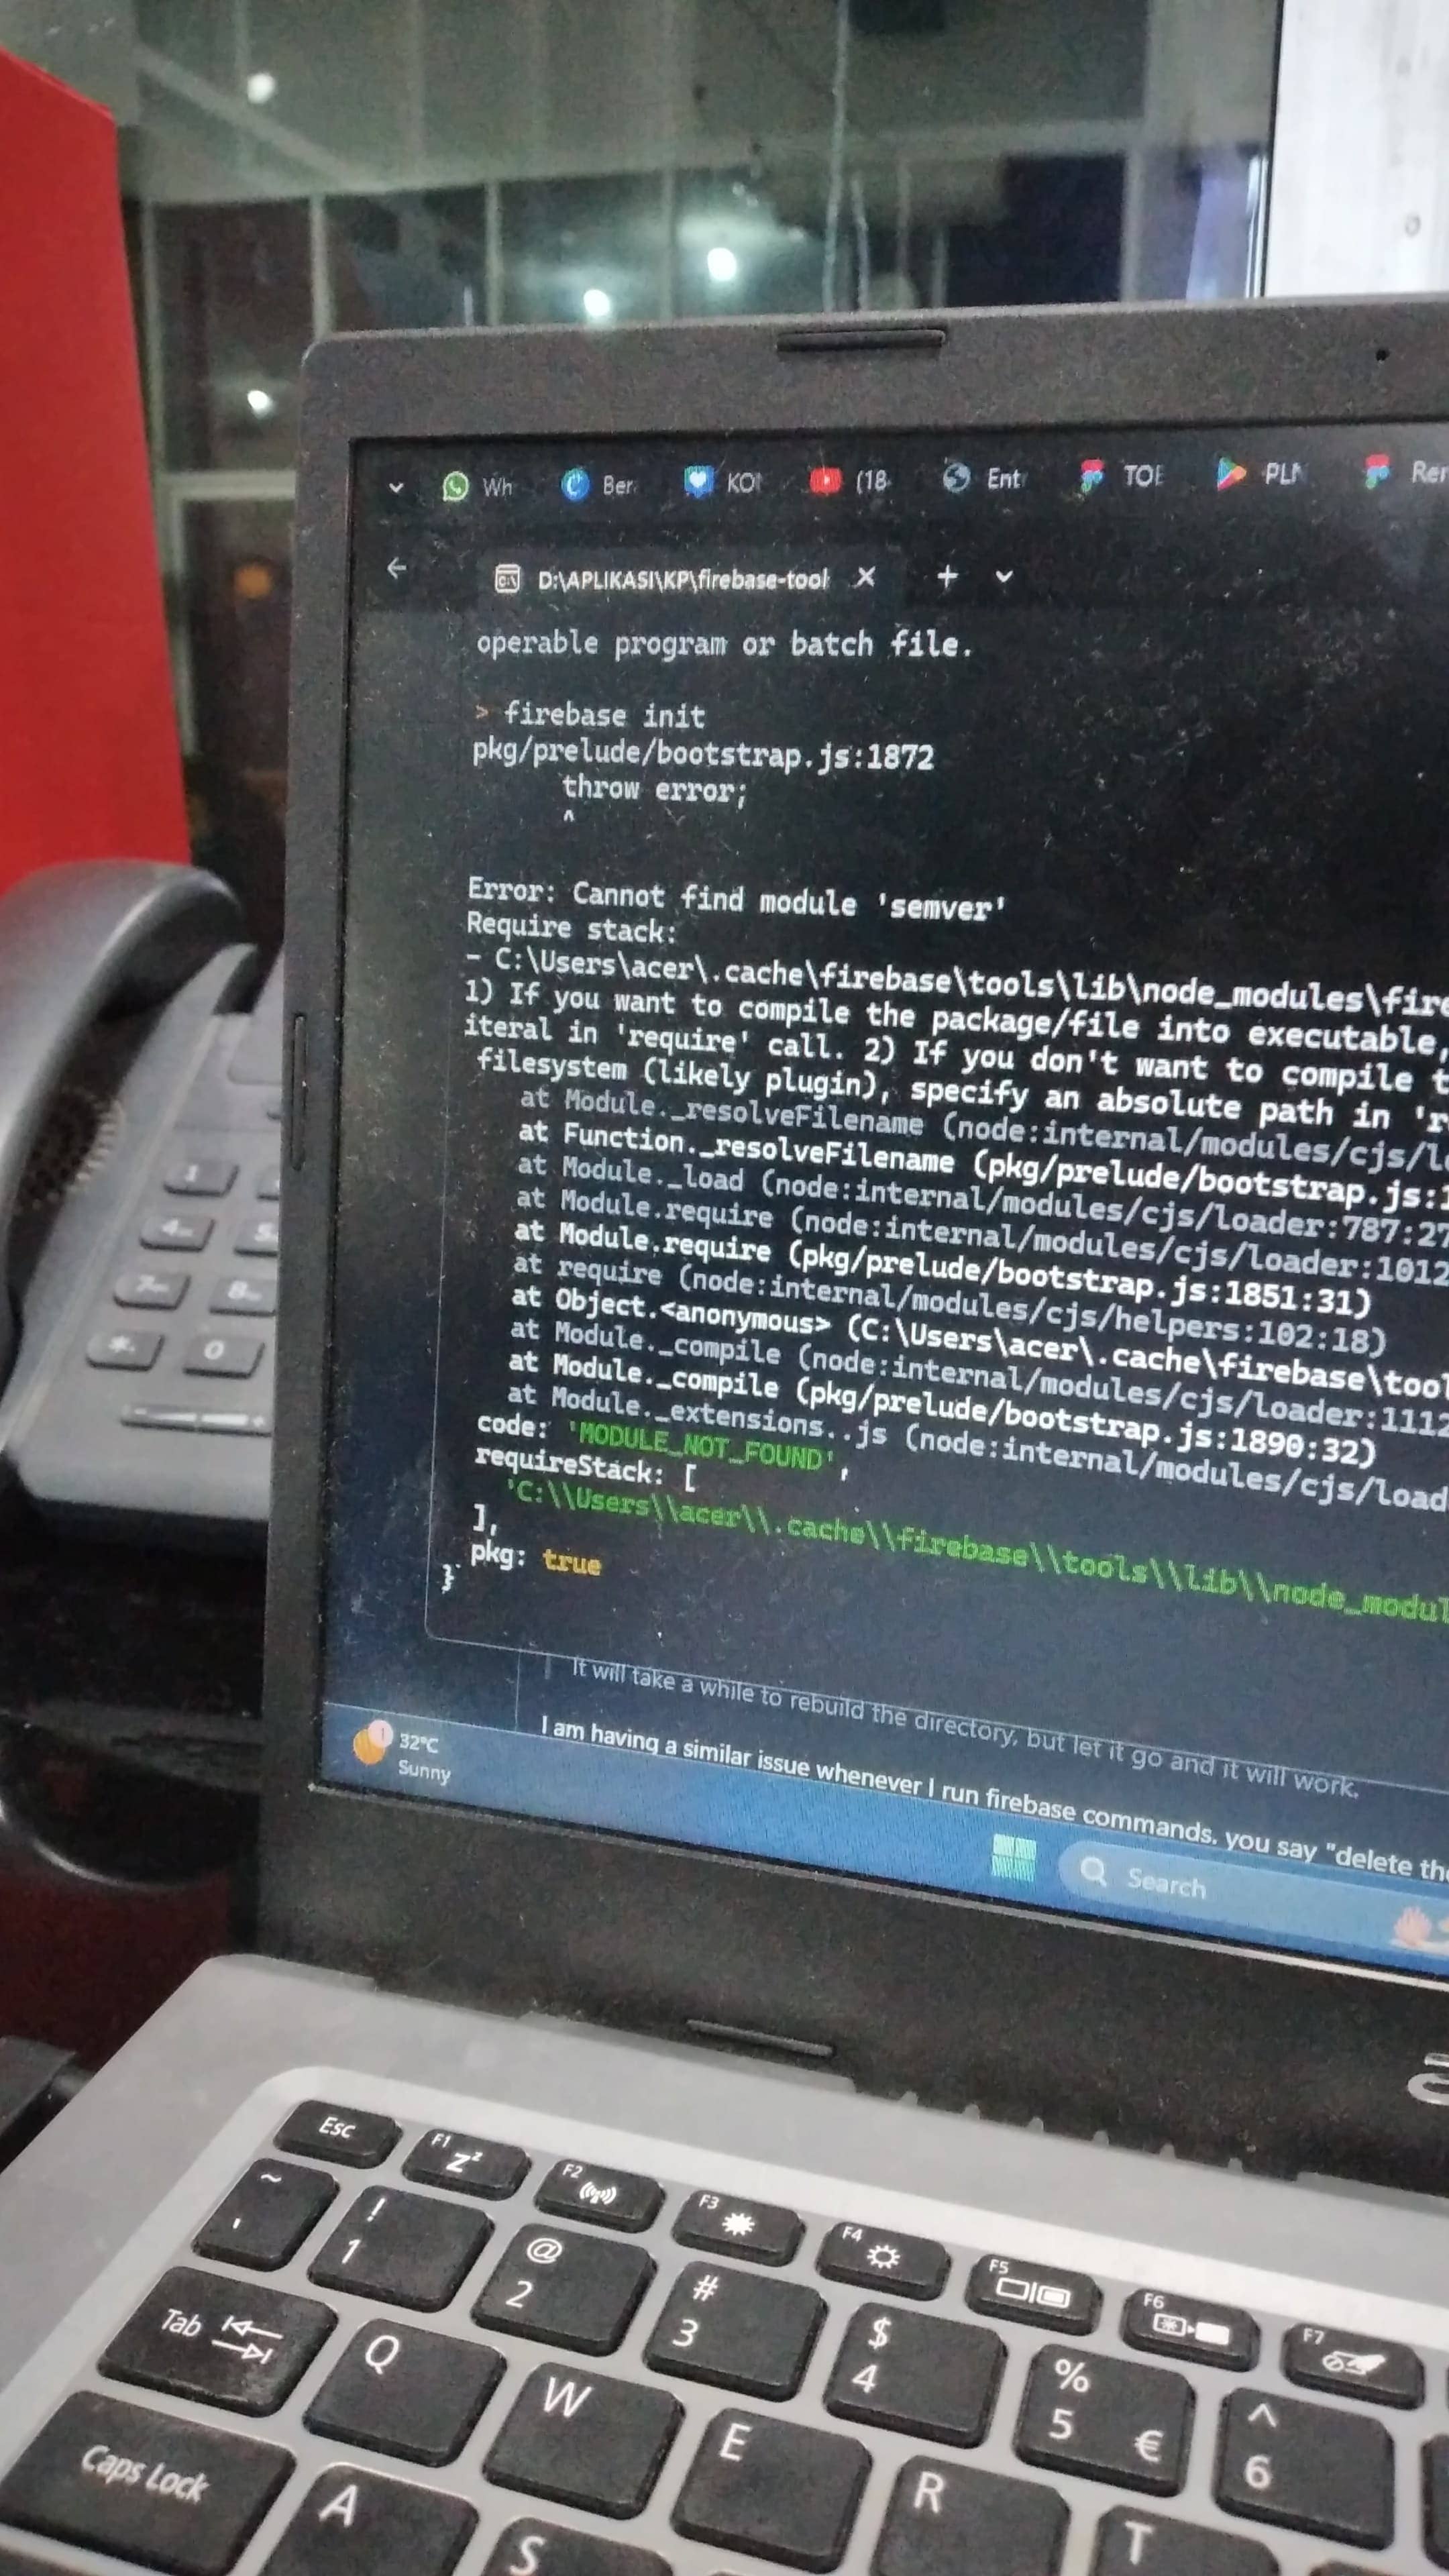 Wh Ber KO (18 Ent TOE PLN Rer
D:\APLIKASI\KP\firebase-tool
operable program or batch file.
> firebase init
pkg/prelude/bootstrap.js:1872
throw error;
^
Error: Cannot find module 'semver'
Require stack:
- C:\Users\acer\.cache\firebase\tools\lib\node_modules\fire
1) If you want to compile the package/file into executable,
iteral in 'require' call. 2) If you don't want to compile t
filesystem (likely plugin), specify an absolute path in 'r
at Module._resolveFilename (node:internal/modules/cjs/l
at Function._resolveFilename (pkg/prelude/bootstrap.js:1
at Module._load (node:internal/modules/cjs/loader:787:27
at Module.require (node:internal/modules/cjs/loader:1012
at Module.require (pkg/prelude/bootstrap.js:1851:31)
at require (node:internal/modules/cjs/helpers:102:18)
at Object.<anonymous> (C:\Users\acer\.cache\firebase\tool
at Module._compile (node:internal/modules/cjs/loader:1112
at Module._compile (pkg/prelude/bootstrap.js:1890:32)
at Module._extensions..js (node:internal/modules/cjs/load
code: 'MODULE_NOT_FOUND',
requireStack: [
'C:\\Users\\acer\\.cache\\firebase\\tools\\lib\\node_modul
],
pkg: true
}
It will take a while to rebuild the directory, but let it go and it will work.
I am having a similar issue whenever I run firebase commands. you say "delete the
1
32°C
Sunny
Search
1
4
7 8
* 0
Esc F1 Zz F2 F3 F4 F5 F6 F7
~ ! @ # $ % ^
' 1 2 3 4 5 € 6
Tab Q W E R T
Caps Lock A S